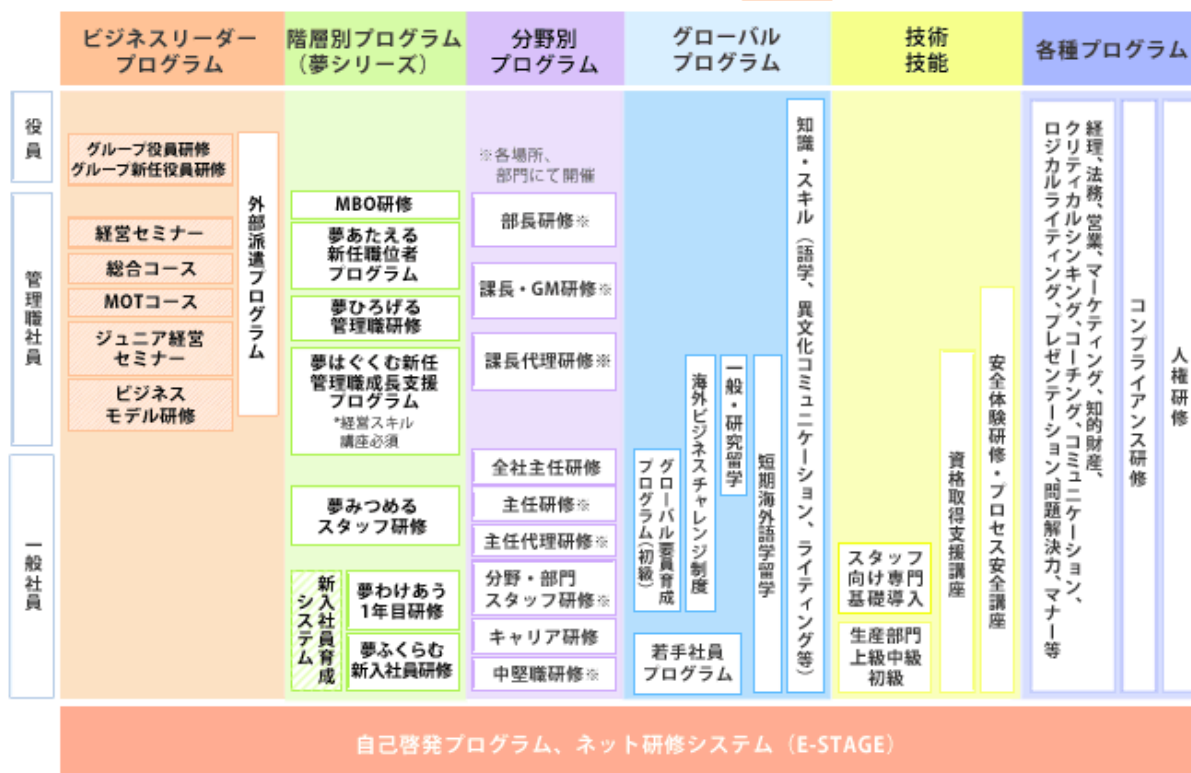 ビジネスリーダー
プログラム
階層別プログラム
（夢シリーズ）
分野別
プログラム
グローバル
プログラム
技術
技能
各種プログラム
役員
管理職社員
一般社員
グループ役員研修
グループ新任役員研修
経営セミナー
総合コース
MOTコース
ジュニア経営
セミナー
ビジネス
モデル研修
外部派遣プログラム
MBO研修
夢あたえる
新任職位者
プログラム
夢ひろげる
管理職研修
夢はぐくむ新任
管理職成長支援
プログラム
*経営スキル
講座必須
夢みつめる
スタッフ研修
新入社員育成
システム
夢わけあう
1年目研修
夢ふくらむ
新入社員研修
※各場所、
部門にて開催
部長研修※
課長・GM研修※
課長代理研修※
全社主任研修
主任研修※
主任代理研修※
分野・部門
スタッフ研修※
キャリア研修
中堅職研修※
グローバル要員育成
プログラム(初級)
海外ビジネスチャレンジ制度
一般・研究留学
短期海外語学留学
知識・スキル（語学、異文化コミュニケーション、ライティング等）
若手社員
プログラム
スタッフ
向け専門
基礎導入
生産部門
上級中級
初級
資格取得支援講座
安全体験研修・プロセス安全講座
経理、法務、営業、マーケティング、知的財産、
クリティカルシンキング、コーチング、コミュニケーション、
ロジカルライティング、プレゼンテーション、問題解決力、マナー等
コンプライアンス研修
人権研修
自己啓発プログラム、ネット研修システム（E-STAGE）